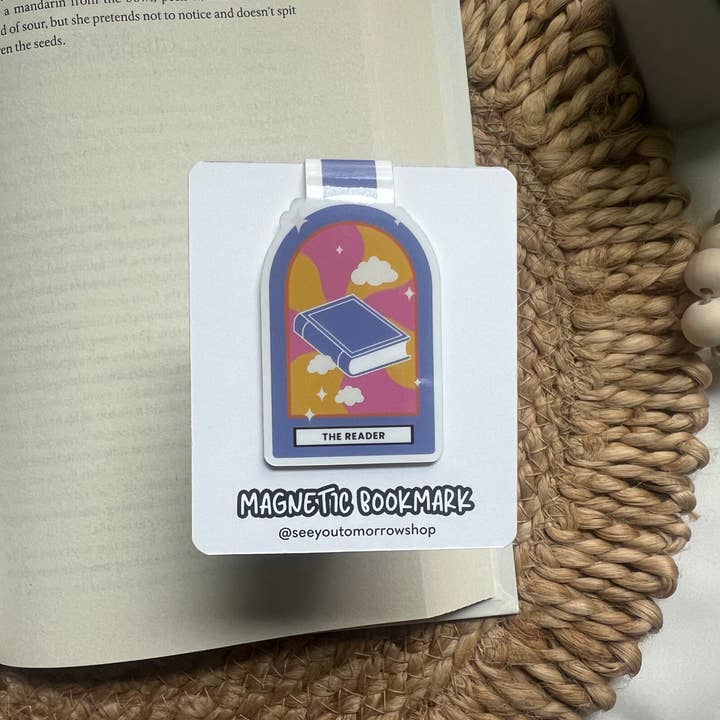 a mandarin from the bowl,
d of sour, but she pretends not to notice and doesn't spit
en the seeds.
THE READER
MAGNETIC BOOKMARK
@seeyoutomorrowshop